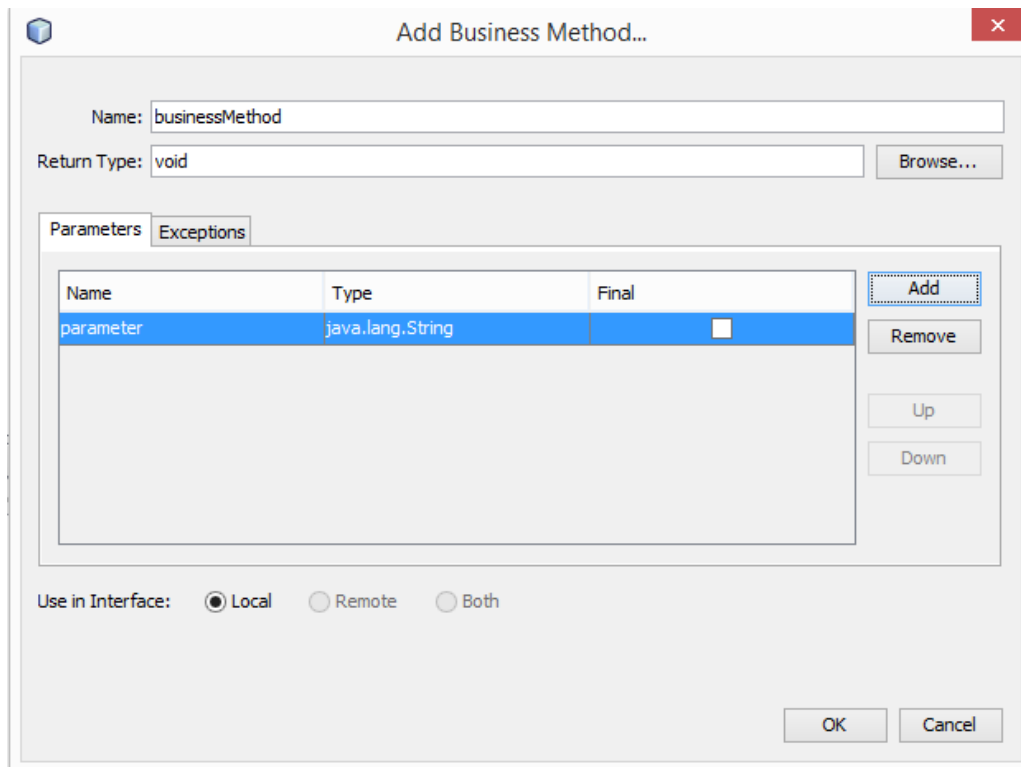 Add Business Method...
Name: businessMethod
Return Type: void Browse...
Parameters Exceptions
Name Type Final Add
parameter java.lang.String Remove
Up
Down
Use in Interface: Local Remote Both
OK Cancel